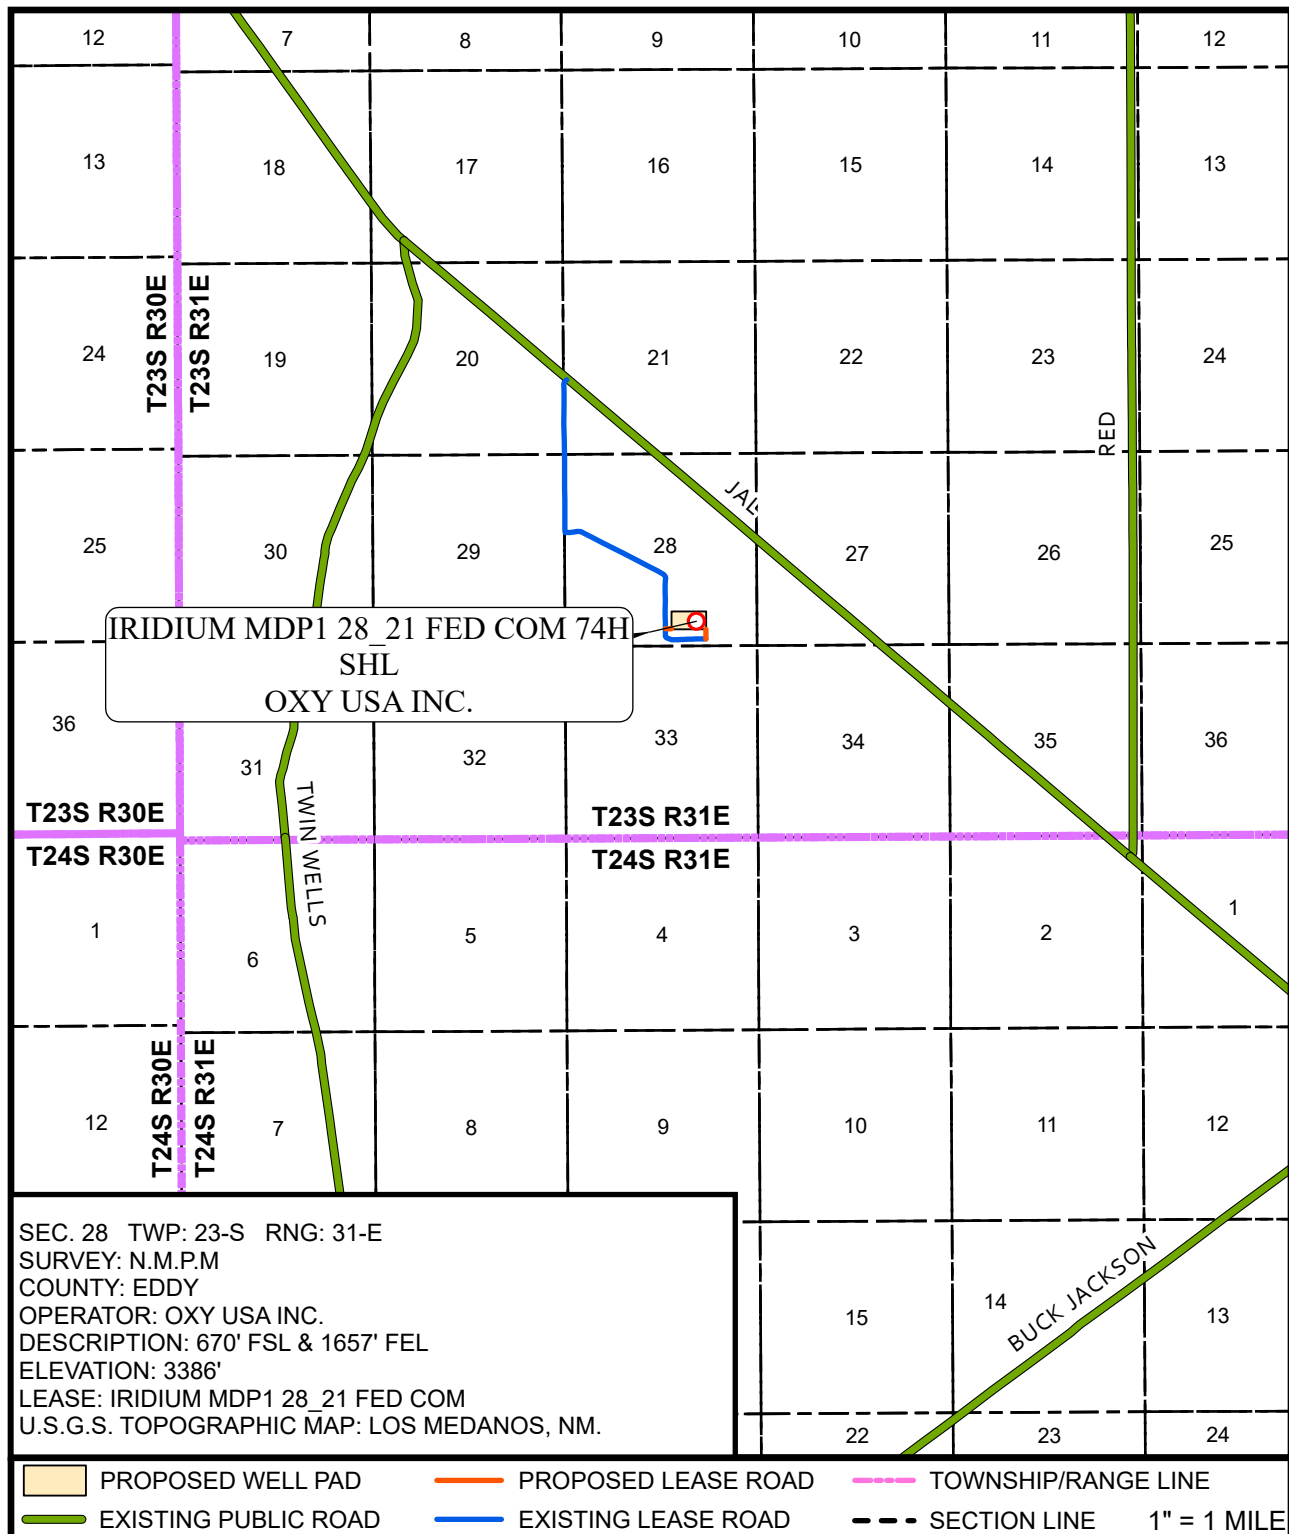 12 7 8 9 10 11 12
13 18 17 16 15 14 13
T23S R30E
T23S R31E
24 19 20 21 22 23 24
RED
JAL
25 30 29 28 27 26 25
IRIDIUM MDP1 28_21 FED COM 74H
SHL
OXY USA INC.
36 31 32 33 34 35 36
TWIN WELLS
T23S R30E T23S R31E
T24S R30E T24S R31E
1 6 5 4 3 2 1
T24S R30E
T24S R31E
12 7 8 9 10 11 12
15 14 13
BUCK JACKSON
22 23 24
SEC. 28 TWP: 23-S RNG: 31-E
SURVEY: N.M.P.M
COUNTY: EDDY
OPERATOR: OXY USA INC.
DESCRIPTION: 670' FSL & 1657' FEL
ELEVATION: 3386'
LEASE: IRIDIUM MDP1 28_21 FED COM
U.S.G.S. TOPOGRAPHIC MAP: LOS MEDANOS, NM.
PROPOSED WELL PAD PROPOSED LEASE ROAD TOWNSHIP/RANGE LINE
EXISTING PUBLIC ROAD EXISTING LEASE ROAD SECTION LINE 1" = 1 MILE